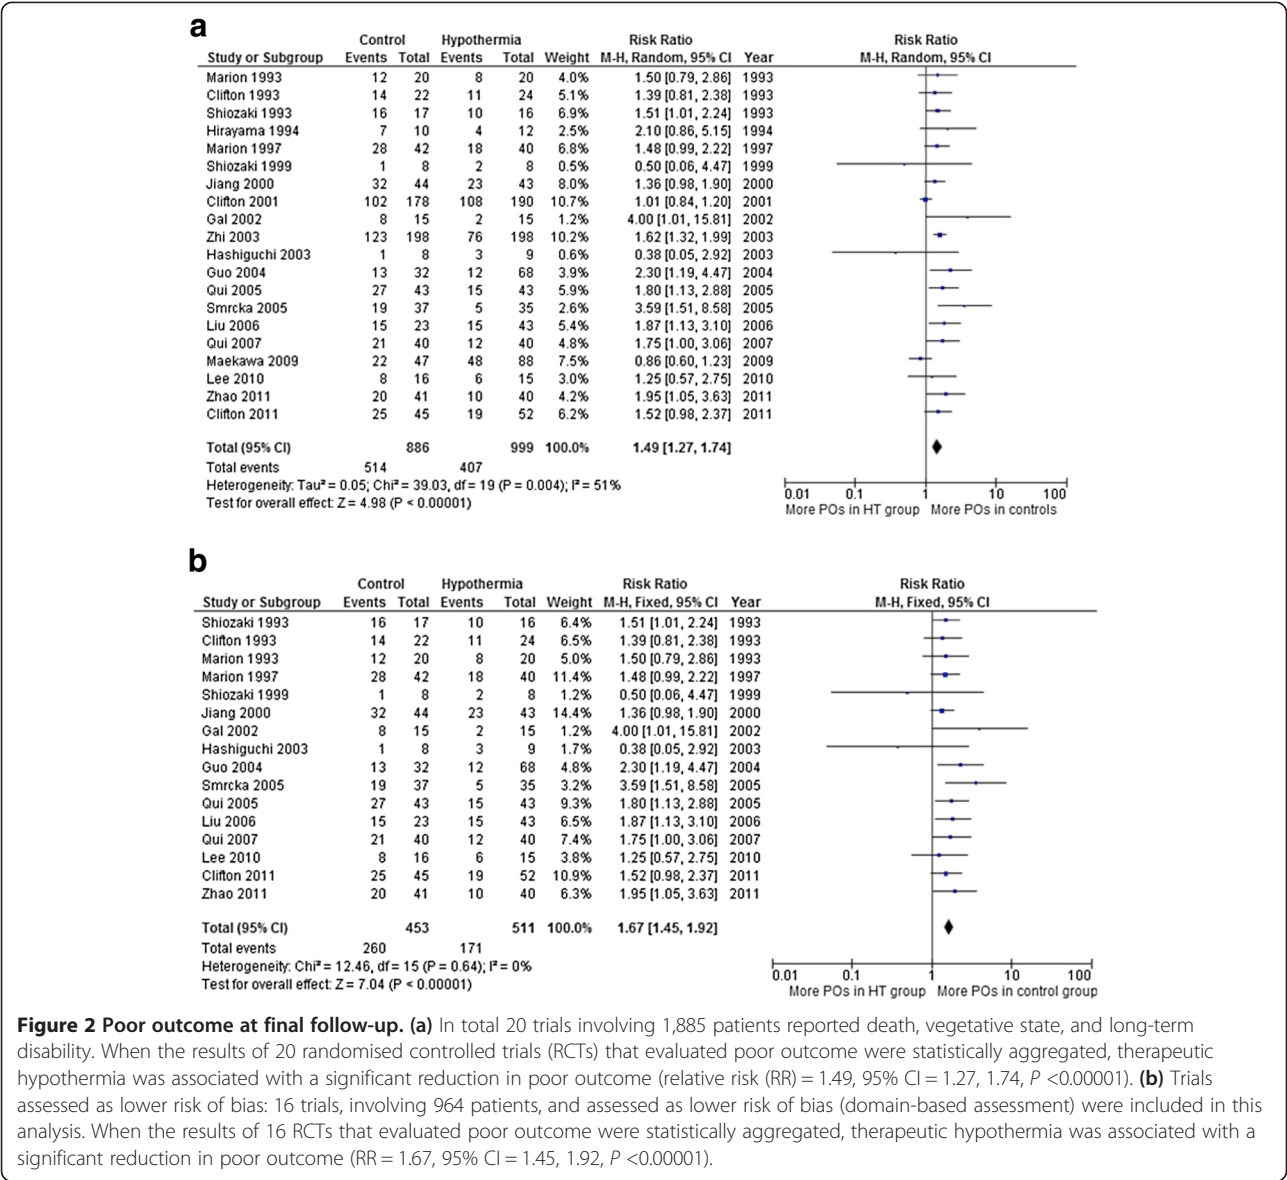 a
Control Hypothermia Risk Ratio Risk Ratio
Study or Subgroup Events Total Events Total Weight M-H, Random, 95% CI Year M-H, Random, 95% CI
Marion 1993 12 20 8 20 4.0% 1.50 [0.79, 2.86] 1993
Clifton 1993 14 22 11 24 5.1% 1.39 [0.81, 2.38] 1993
Shiozaki 1993 16 17 10 16 6.9% 1.51 [1.01, 2.24] 1993
Hirayama 1994 7 10 4 12 2.5% 2.10 [0.86, 5.15] 1994
Marion 1997 28 42 18 40 6.8% 1.48 [0.99, 2.22] 1997
Shiozaki 1999 1 8 2 8 0.5% 0.50 [0.06, 4.47] 1999
Jiang 2000 32 44 23 43 8.0% 1.36 [0.98, 1.90] 2000
Clifton 2001 102 178 108 190 10.7% 1.01 [0.84, 1.20] 2001
Gal 2002 8 15 2 15 1.2% 4.00 [1.01, 15.81] 2002
Zhi 2003 123 198 76 198 10.2% 1.62 [1.32, 1.99] 2003
Hashiguchi 2003 1 8 3 9 0.6% 0.38 [0.05, 2.92] 2003
Guo 2004 13 32 12 68 3.9% 2.30 [1.19, 4.47] 2004
Qui 2005 27 43 15 43 5.9% 1.80 [1.13, 2.88] 2005
Smrcka 2005 19 37 5 35 2.6% 3.59 [1.51, 8.58] 2005
Liu 2006 15 23 15 43 5.4% 1.87 [1.13, 3.10] 2006
Qui 2007 21 40 12 40 4.8% 1.75 [1.00, 3.06] 2007
Maekawa 2009 22 47 48 88 7.5% 0.86 [0.60, 1.23] 2009
Lee 2010 8 16 6 15 3.0% 1.25 [0.57, 2.75] 2010
Zhao 2011 20 41 10 40 4.2% 1.95 [1.05, 3.63] 2011
Clifton 2011 25 45 19 52 6.2% 1.52 [0.98, 2.37] 2011
Total (95% CI) 886 999 100.0% 1.49 [1.27, 1.74]
Total events 514 407
Heterogeneity: Tau² = 0.05; Chi² = 39.03, df = 19 (P = 0.004); I² = 51%
Test for overall effect: Z = 4.98 (P < 0.00001)
0.01 0.1 1 10 100
More POs in HT group More POs in controls
b
Control Hypothermia Risk Ratio Risk Ratio
Study or Subgroup Events Total Events Total Weight M-H, Fixed, 95% CI Year M-H, Fixed, 95% CI
Shiozaki 1993 16 17 10 16 6.4% 1.51 [1.01, 2.24] 1993
Clifton 1993 14 22 11 24 6.5% 1.39 [0.81, 2.38] 1993
Marion 1993 12 20 8 20 5.0% 1.50 [0.79, 2.86] 1993
Marion 1997 28 42 18 40 11.4% 1.48 [0.99, 2.22] 1997
Shiozaki 1999 1 8 2 8 1.2% 0.50 [0.06, 4.47] 1999
Jiang 2000 32 44 23 43 14.4% 1.36 [0.98, 1.90] 2000
Gal 2002 8 15 2 15 1.2% 4.00 [1.01, 15.81] 2002
Hashiguchi 2003 1 8 3 9 1.7% 0.38 [0.05, 2.92] 2003
Guo 2004 13 32 12 68 4.8% 2.30 [1.19, 4.47] 2004
Smrcka 2005 19 37 5 35 3.2% 3.59 [1.51, 8.58] 2005
Qui 2005 27 43 15 43 9.3% 1.80 [1.13, 2.88] 2005
Liu 2006 15 23 15 43 6.5% 1.87 [1.13, 3.10] 2006
Qui 2007 21 40 12 40 7.4% 1.75 [1.00, 3.06] 2007
Lee 2010 8 16 6 15 3.8% 1.25 [0.57, 2.75] 2010
Clifton 2011 25 45 19 52 10.9% 1.52 [0.98, 2.37] 2011
Zhao 2011 20 41 10 40 6.3% 1.95 [1.05, 3.63] 2011
Total (95% CI) 453 511 100.0% 1.67 [1.45, 1.92]
Total events 260 171
Heterogeneity: Chi² = 12.46, df = 15 (P = 0.64); I² = 0%
Test for overall effect: Z = 7.04 (P < 0.00001)
0.01 0.1 1 10 100
More POs in HT group More POs in control group
Figure 2 Poor outcome at final follow-up. (a) In total 20 trials involving 1,885 patients reported death, vegetative state, and long-term
disability. When the results of 20 randomised controlled trials (RCTs) that evaluated poor outcome were statistically aggregated, therapeutic
hypothermia was associated with a significant reduction in poor outcome (relative risk (RR) = 1.49, 95% CI = 1.27, 1.74, P <0.00001). (b) Trials
assessed as lower risk of bias: 16 trials, involving 964 patients, and assessed as lower risk of bias (domain-based assessment) were included in this
analysis. When the results of 16 RCTs that evaluated poor outcome were statistically aggregated, therapeutic hypothermia was associated with a
significant reduction in poor outcome (RR = 1.67, 95% CI = 1.45, 1.92, P <0.00001).